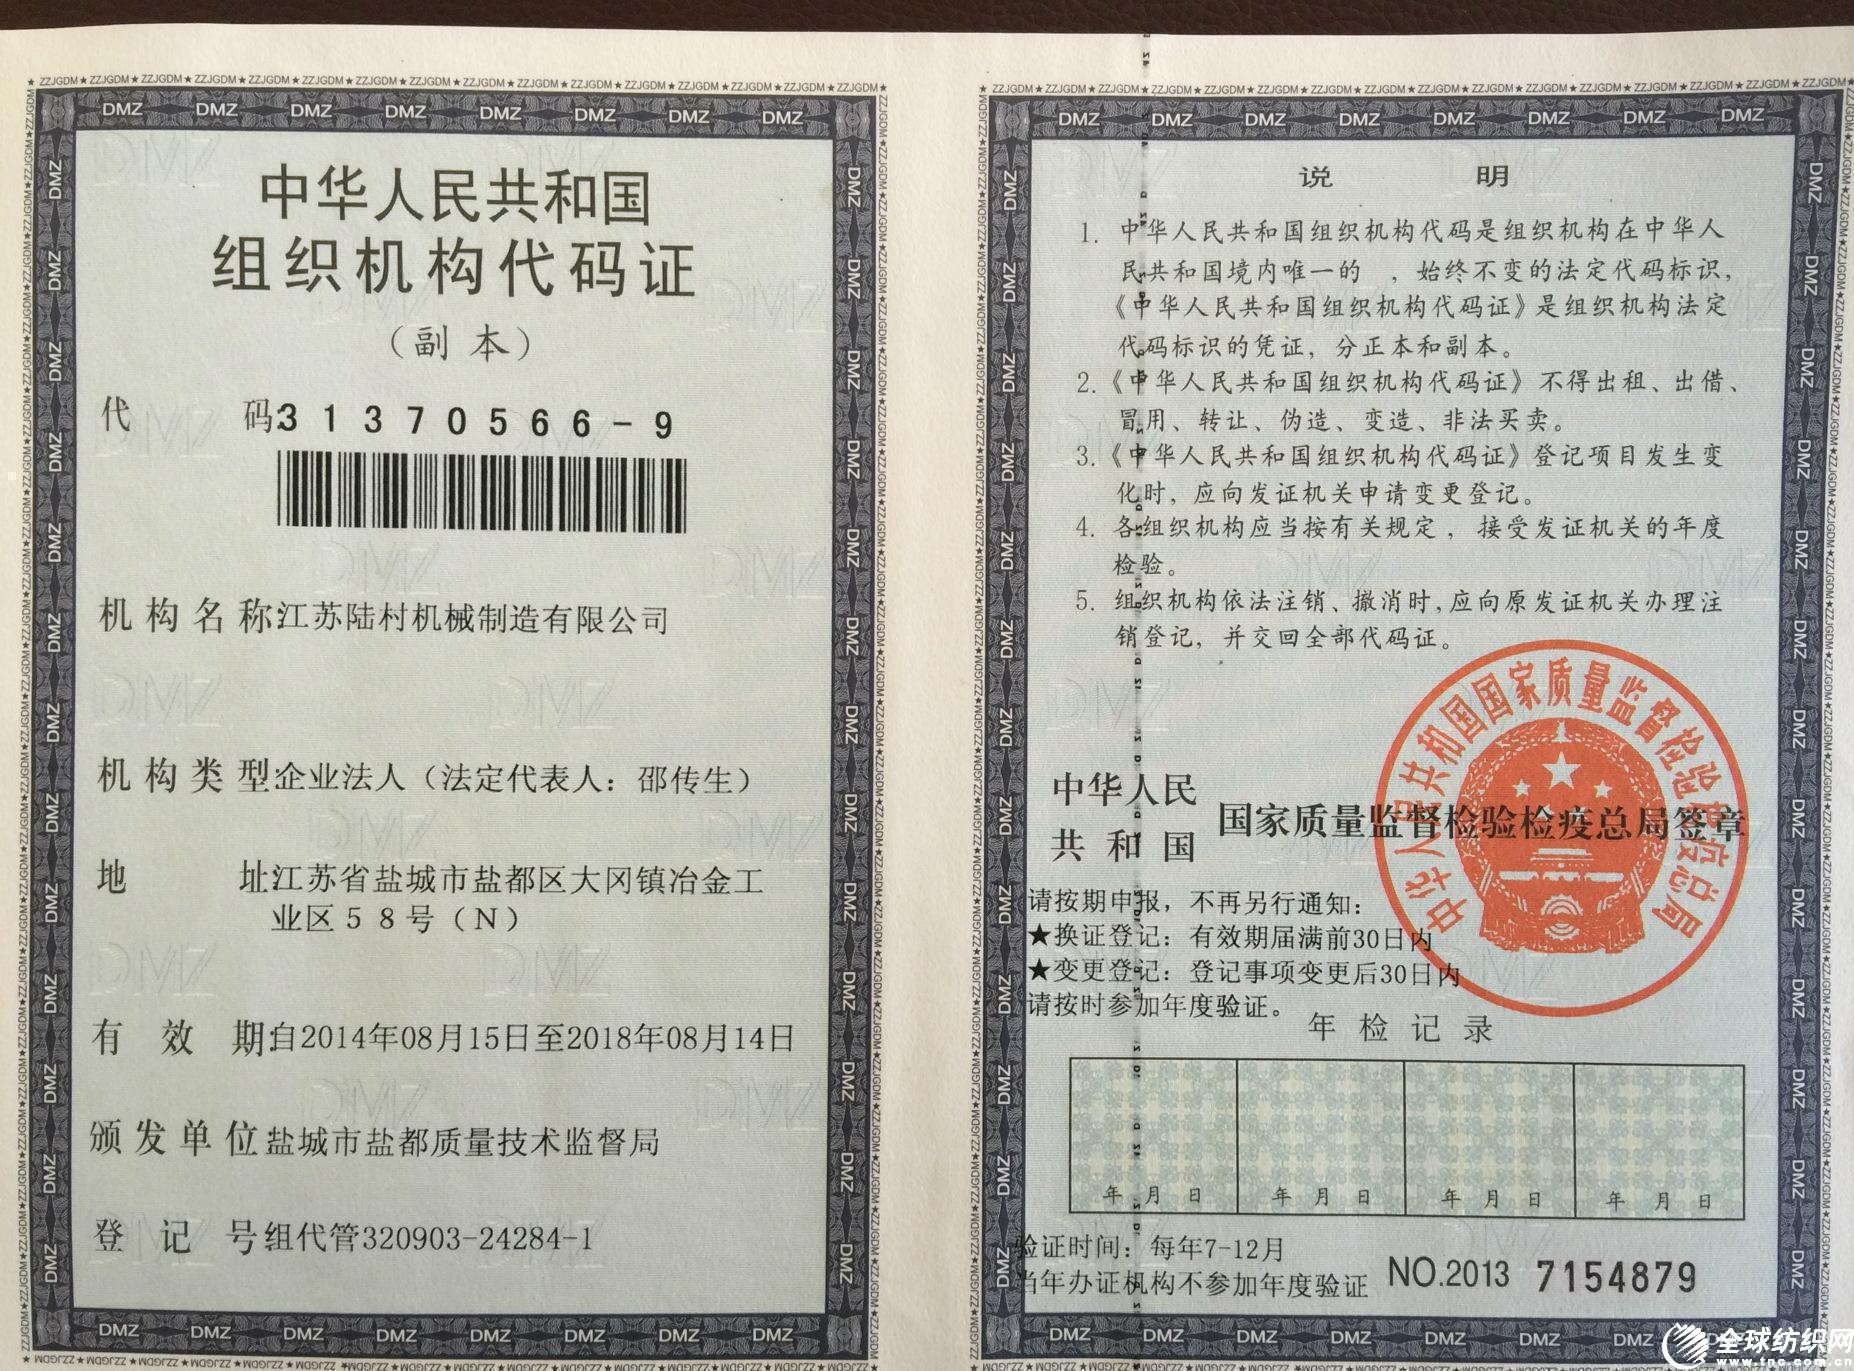 中华人民共和国
组织机构代码证
（副 本）
代 码:31370566-9
机构名称:江苏陆村机械制造有限公司
机构类型:企业法人（法定代表人：邵传生）
地 址:江苏省盐城市盐都区大冈镇冶金工
业区58号（N）
有 效 期:自2014年08月15日至2018年08月14日
颁发单位 盐城市盐都质量技术监督局
登 记 号 组代管320903-24284-1
说 明
1. 中华人民共和国组织机构代码是组织机构在中华人
民共和国境内唯一的 ，始终不变的法定代码标识，
《中华人民共和国组织机构代码证》是组织机构法定
代码标识的凭证，分正本和副本。
2.《中华人民共和国组织机构代码证》不得出租、出借、
冒用、转让、伪造、变造、非法买卖。
3.《中华人民共和国组织机构代码证》登记项目发生变
化时，应向发证机关申请变更登记。
4. 各组织机构应当按有关规定，接受发证机关的年度
检验。
5. 组织机构依法注销、撤消时，应向原发证机关办理注
销登记，并交回全部代码证。
中华人民
共和国
国家质量监督检验检疫总局签章
中华人民共和国国家质量监督检验检疫总局
请按期申报，不再另行通知：
★换证登记：有效期届满前30日内
★变更登记：登记事项变更后30日内
请按时参加年度验证。
年检记录
年 月 日 年 月 日 年 月 日 年 月 日
验证时间：每年7-12月
当年办证机构不参加年度验证
NO.2013 7154879
全球纺织网
www.tnc.com.cn